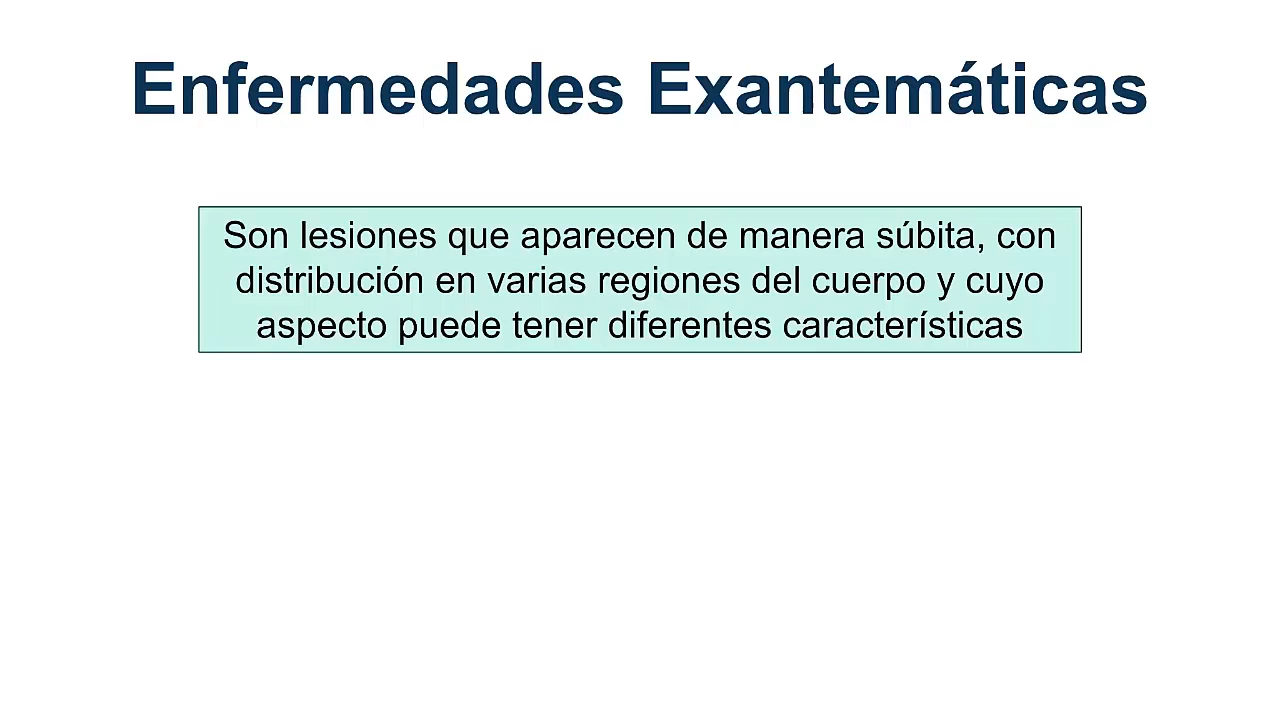 Enfermedades Exantemáticas
Son lesiones que aparecen de manera súbita, con
distribución en varias regiones del cuerpo y cuyo
aspecto puede tener diferentes características